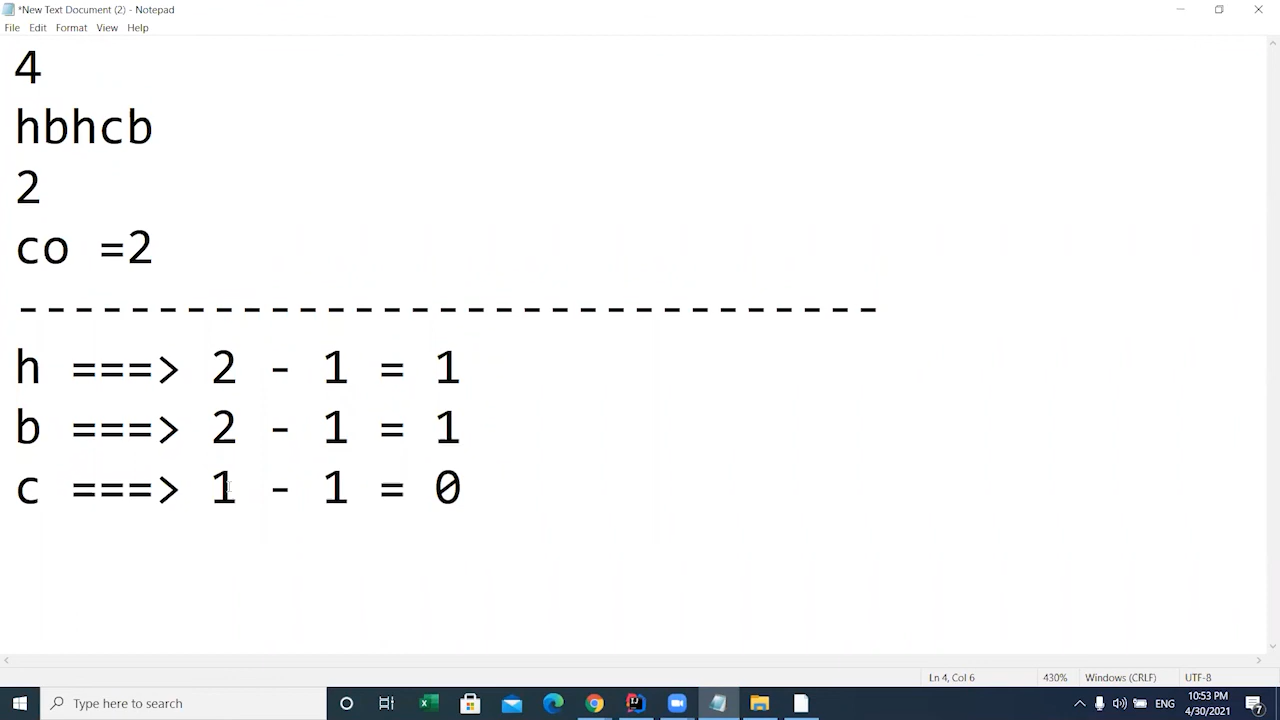 *New Text Document (2) - Notepad
File Edit Format View Help
4
hbhcb
2
co =2
-------------------------------
h ===> 2 - 1 = 1
b ===> 2 - 1 = 1
c ===> 1 - 1 = 0
Ln 4, Col 6 430% Windows (CRLF) UTF-8
Type here to search
ENG
10:53 PM
4/30/2021